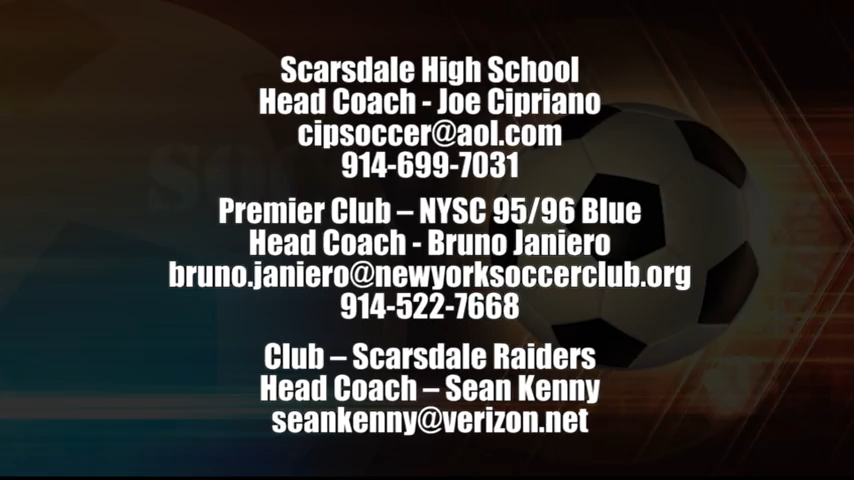 Scarsdale High School
Head Coach - Joe Cipriano
cipsoccer@aol.com
914-699-7031
Premier Club – NYSC 95/96 Blue
Head Coach - Bruno Janiero
bruno.janiero@newyorksoccerclub.org
914-522-7668
Club – Scarsdale Raiders
Head Coach – Sean Kenny
seankenny@verizon.net